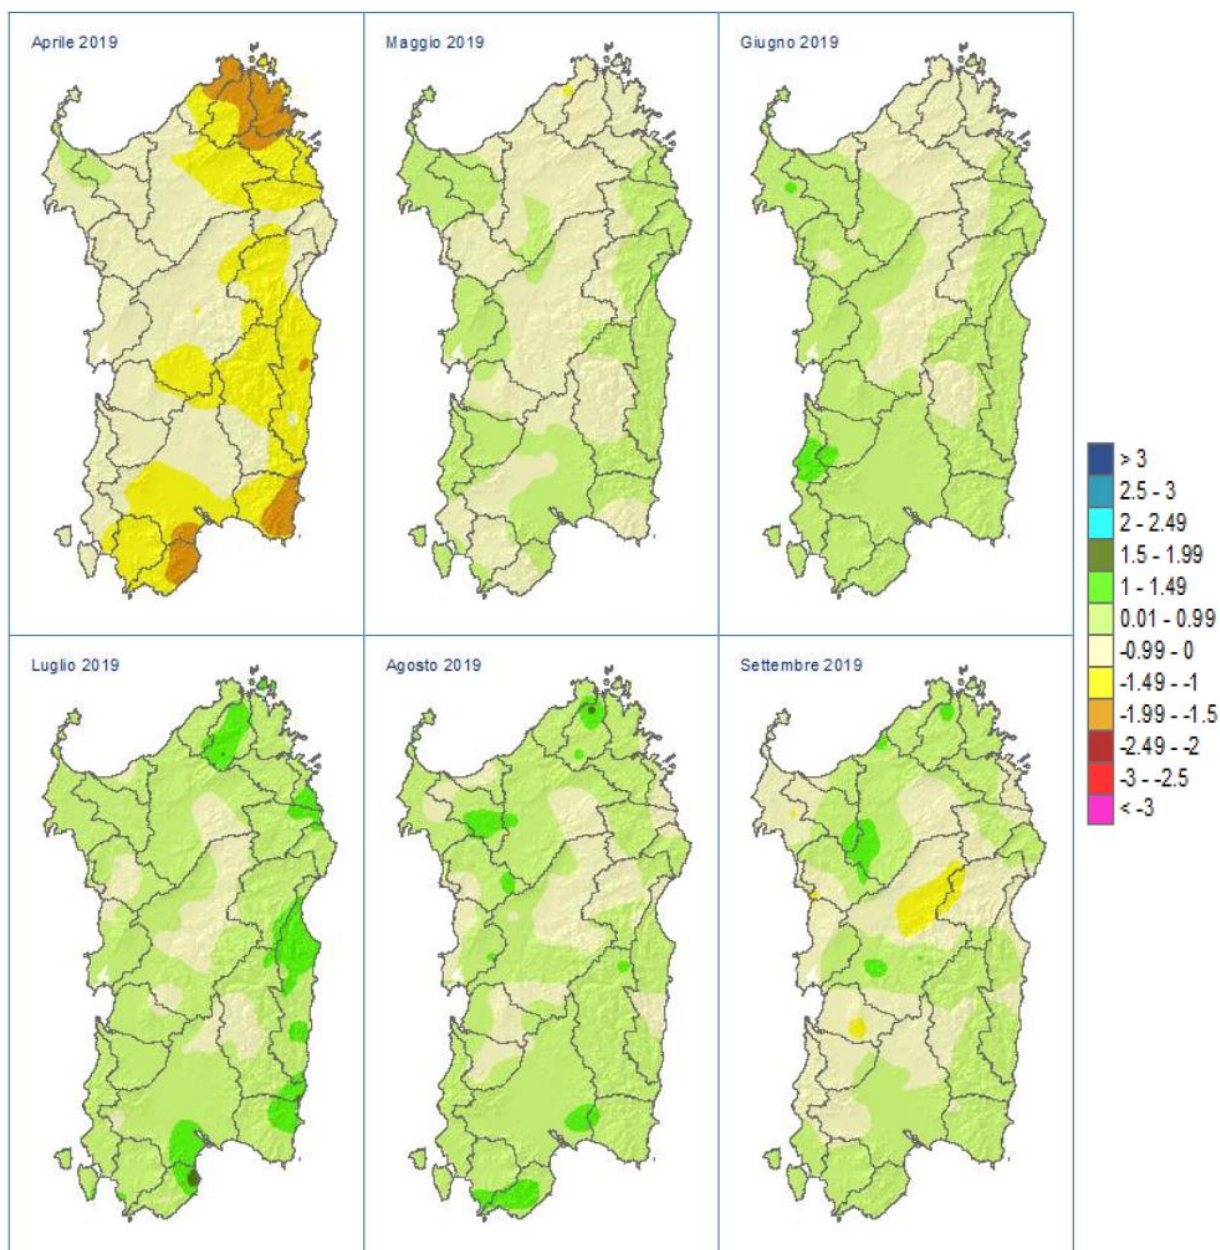 Aprile 2019
Maggio 2019
Giugno 2019
> 3
2.5 - 3
2 - 2.49
1.5 - 1.99
1 - 1.49
0.01 - 0.99
-0.99 - 0
-1.49 - -1
-1.99 - -1.5
-2.49 - -2
-3 - -2.5
< -3
Luglio 2019
Agosto 2019
Settembre 2019